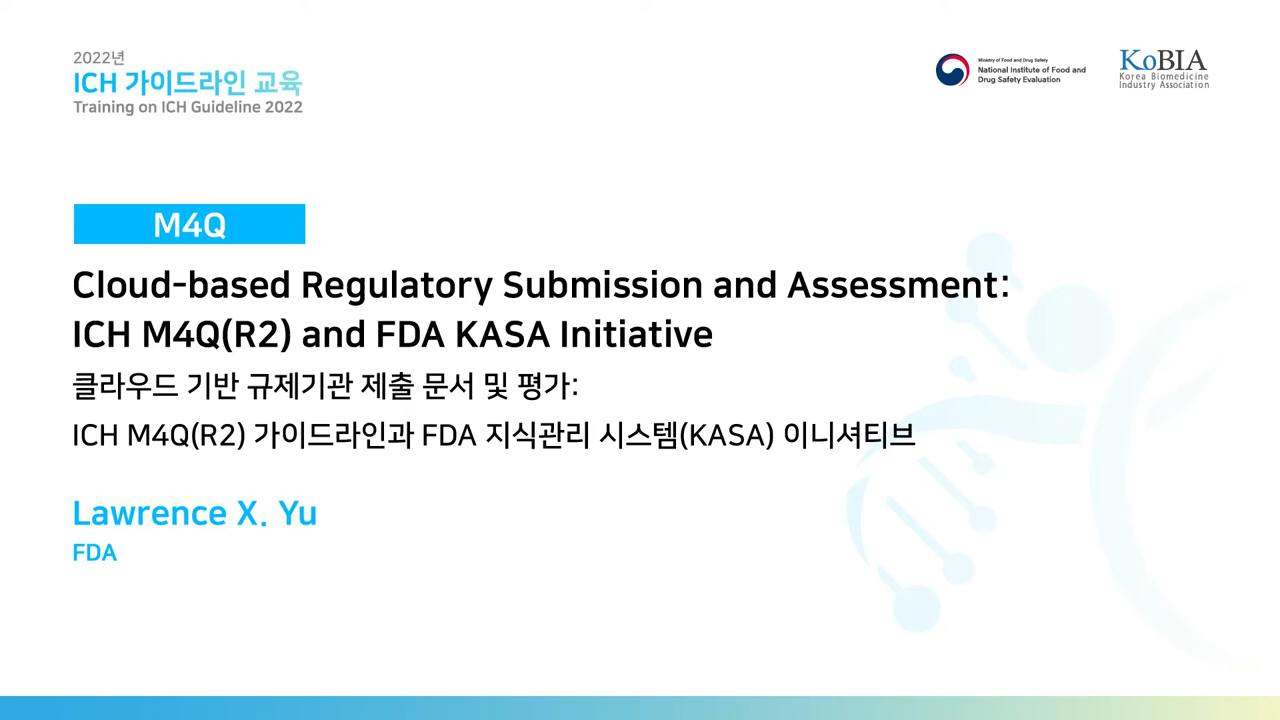 2022년
ICH 가이드라인 교육
Training on ICH Guideline 2022
Ministry of Food and Drug Safety
National Institute of Food and
Drug Safety Evaluation
KoBIA
Korea Biomedicine
Industry Association
M4Q
Cloud-based Regulatory Submission and Assessment:
ICH M4Q(R2) and FDA KASA Initiative
클라우드 기반 규제기관 제출 문서 및 평가:
ICH M4Q(R2) 가이드라인과 FDA 지식관리 시스템(KASA) 이니셔티브
Lawrence X. Yu
FDA